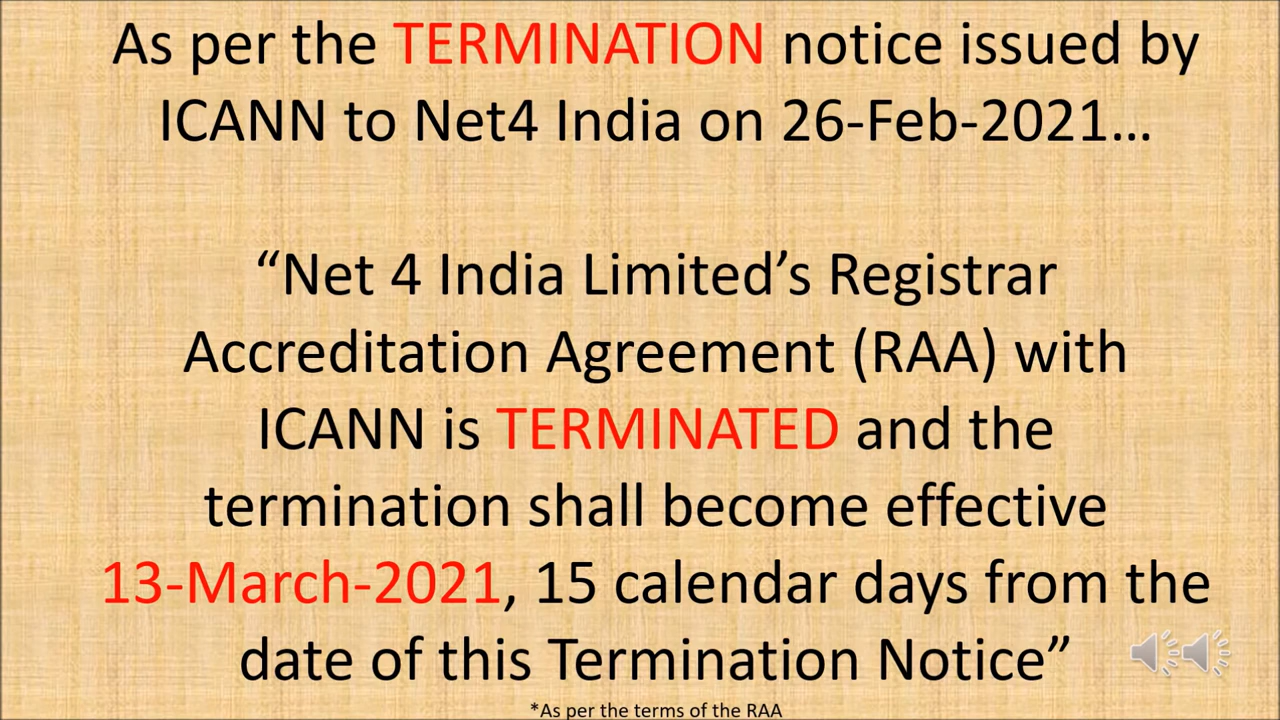 As per the TERMINATION notice issued by
ICANN to Net4 India on 26-Feb-2021…
“Net 4 India Limited’s Registrar
Accreditation Agreement (RAA) with
ICANN is TERMINATED and the
termination shall become effective
13-March-2021, 15 calendar days from the
date of this Termination Notice”
*As per the terms of the RAA